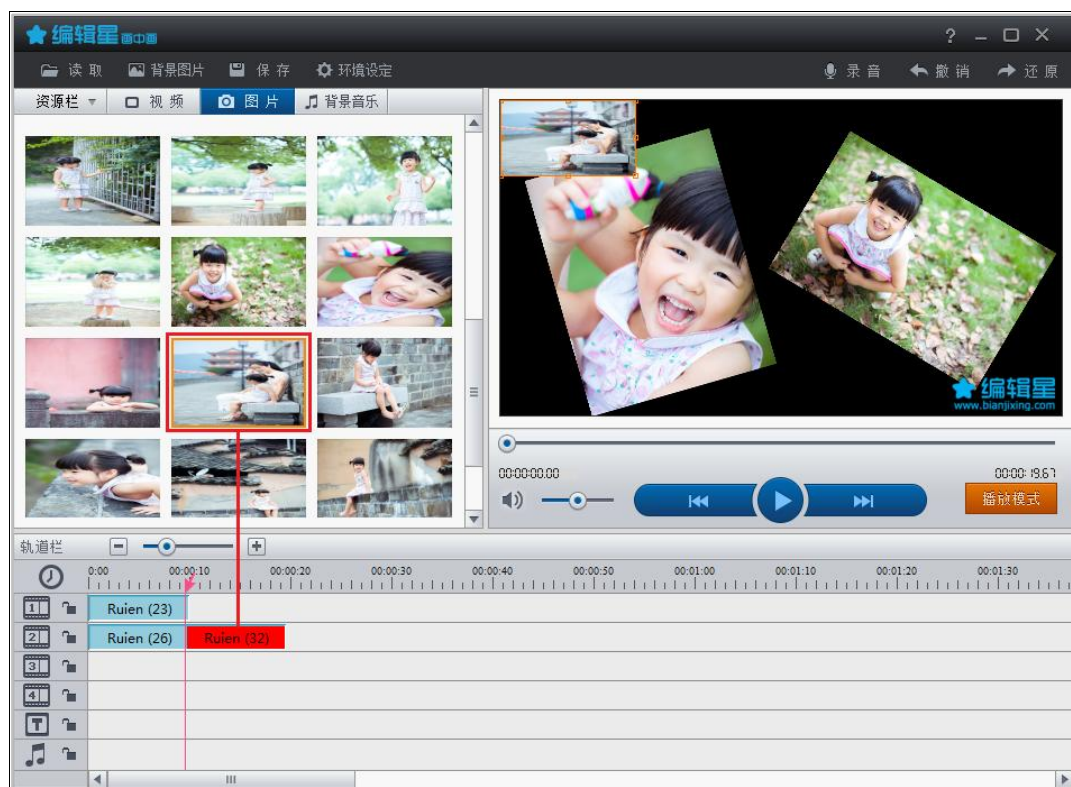 编辑星 画中画
?
读 取 背景图片 保 存 环境设定 录 音 撤 销 还 原
资源栏 视 频 图 片 背景音乐
编辑星
www.bianjixing.com
00:00:00.00 00:00:19.67
播放模式
轨道栏
0:00 00:00:10 00:00:20 00:00:30 00:00:40 00:00:50 00:01:00 00:01:10 00:01:20 00:01:30
1 Ruien (23)
2 Ruien (26) Ruien (32)
3
4
T